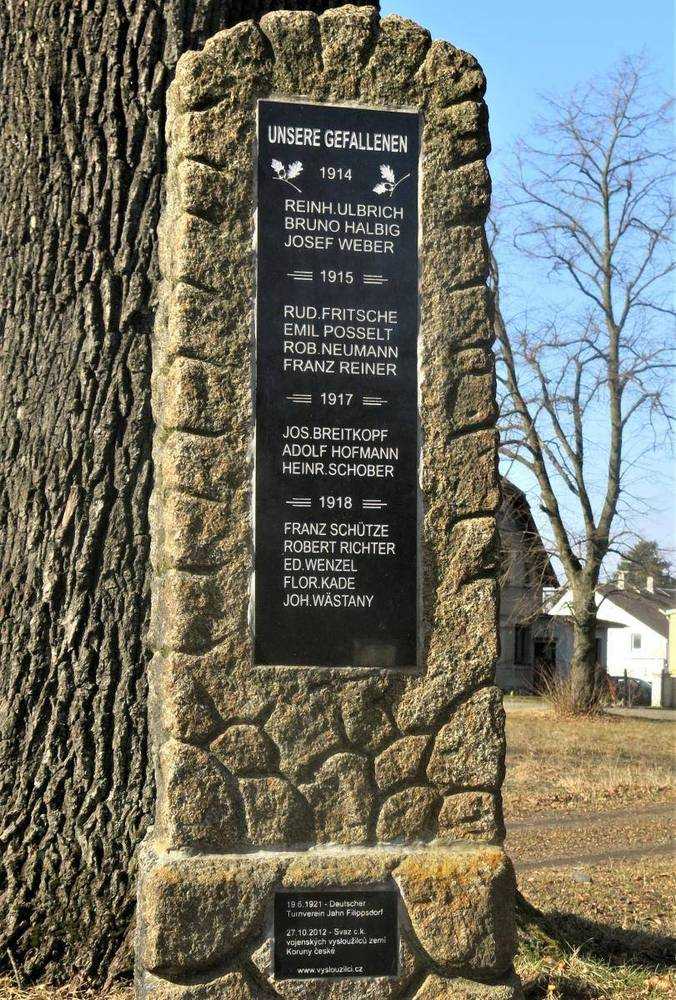 UNSERE GEFALLENEN
1914
REINH.ULBRICH
BRUNO HALBIG
JOSEF WEBER
1915
RUD.FRITSCHE
EMIL POSSELT
ROB.NEUMANN
FRANZ REINER
1917
JOS.BREITKOPF
ADOLF HOFMANN
HEINR.SCHOBER
1918
FRANZ SCHÜTZE
ROBERT RICHTER
ED.WENZEL
FLOR.KADE
JOH.WÄSTANY
19.6.1921 - Deutscher
Turnverein Jahn Filippsdorf
27.10.2012 - Svaz c.k.
vojenských vysloužilců zemí
Koruny české
www.vyslouzilci.cz